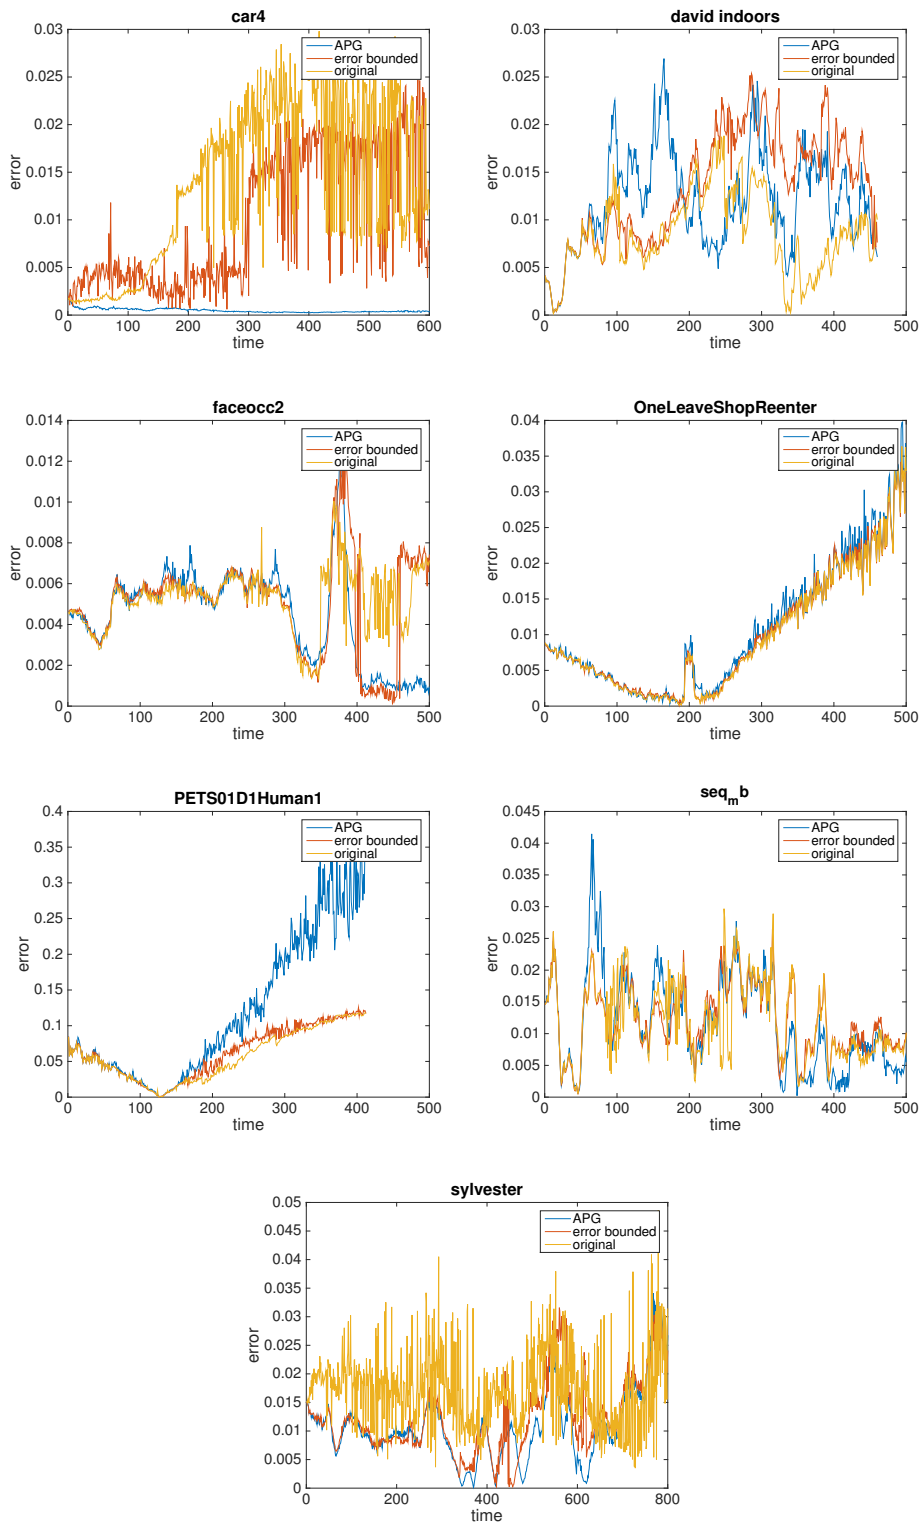 car4
0.03
0.025
0.02
0.015
0.01
0.005
0
error
0 100 200 300 400 500 600
time
APG
error bounded
original
david indoors
0.03
0.025
0.02
0.015
0.01
0.005
0
error
0 100 200 300 400 500
time
APG
error bounded
original
faceocc2
0.014
0.012
0.01
0.008
0.006
0.004
0.002
0
error
0 100 200 300 400 500
time
APG
error bounded
original
OneLeaveShopReenter
0.04
0.035
0.03
0.025
0.02
0.015
0.01
0.005
0
error
0 100 200 300 400 500
time
APG
error bounded
original
PETS01D1Human1
0.4
0.35
0.3
0.25
0.2
0.15
0.1
0.05
0
error
0 100 200 300 400 500
time
APG
error bounded
original
seq_mb
0.045
0.04
0.035
0.03
0.025
0.02
0.015
0.01
0.005
0
error
0 100 200 300 400 500
time
APG
error bounded
original
sylvester
0.05
0.045
0.04
0.035
0.03
0.025
0.02
0.015
0.01
0.005
0
error
0 200 400 600 800
time
APG
error bounded
original